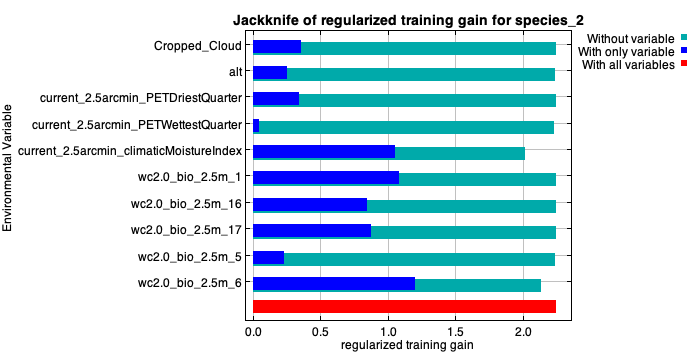 Jackknife of regularized training gain for species_2
Without variable
With only variable
With all variables
Environmental Variable
Cropped_Cloud
alt
current_2.5arcmin_PETDriestQuarter
current_2.5arcmin_PETWettestQuarter
current_2.5arcmin_climaticMoistureIndex
wc2.0_bio_2.5m_1
wc2.0_bio_2.5m_16
wc2.0_bio_2.5m_17
wc2.0_bio_2.5m_5
wc2.0_bio_2.5m_6
0.0 0.5 1.0 1.5 2.0
regularized training gain